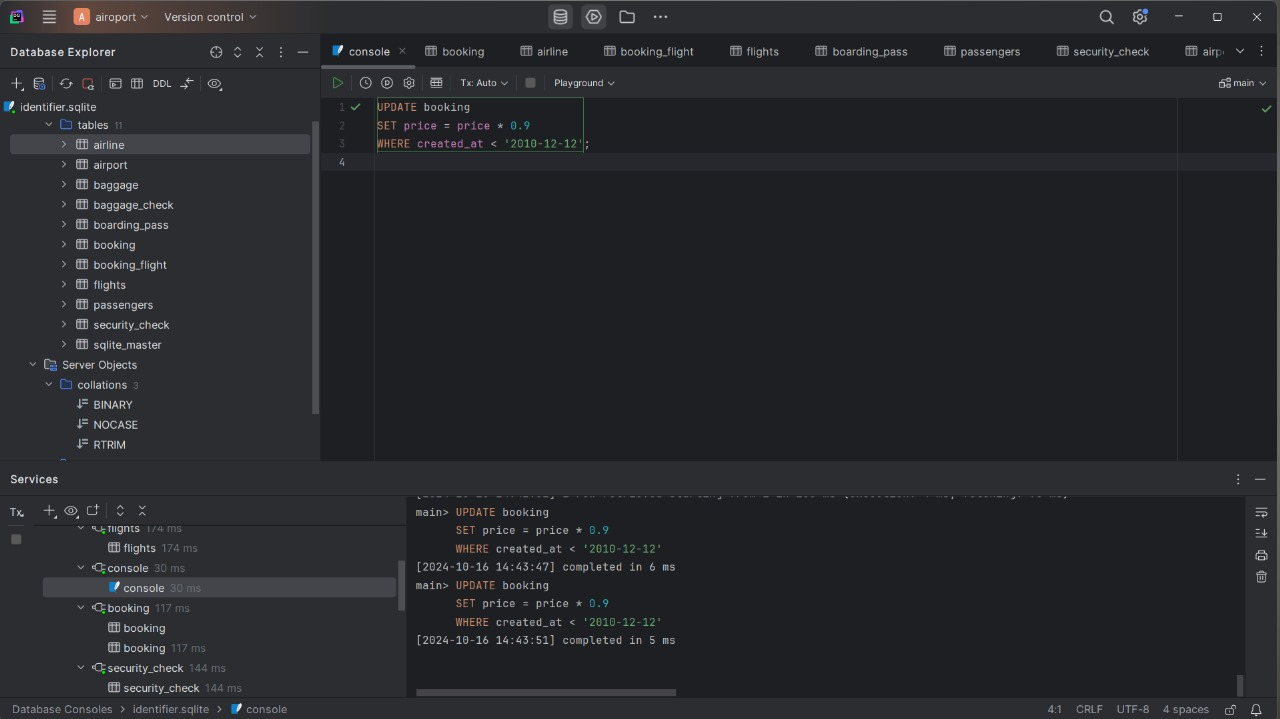 A airoport Version control
Database Explorer
console booking airline booking_flight flights boarding_pass passengers security_check airp
DDL
Tx: Auto Playground main
identifier.sqlite
tables 11
airline
airport
baggage
baggage_check
boarding_pass
booking
booking_flight
flights
passengers
security_check
sqlite_master
Server Objects
collations 3
BINARY
NOCASE
RTRIM
1 UPDATE booking
2 SET price = price * 0.9
3 WHERE created_at < '2010-12-12';
4
Services
Tx
flights 174 ms
flights 174 ms
console 30 ms
console 30 ms
booking 117 ms
booking
booking 117 ms
security_check 144 ms
security_check 144 ms
main> UPDATE booking
SET price = price * 0.9
WHERE created_at < '2010-12-12'
[2024-10-16 14:43:47] completed in 6 ms
main> UPDATE booking
SET price = price * 0.9
WHERE created_at < '2010-12-12'
[2024-10-16 14:43:51] completed in 5 ms
Database Consoles > identifier.sqlite > console
4:1 CRLF UTF-8 4 spaces